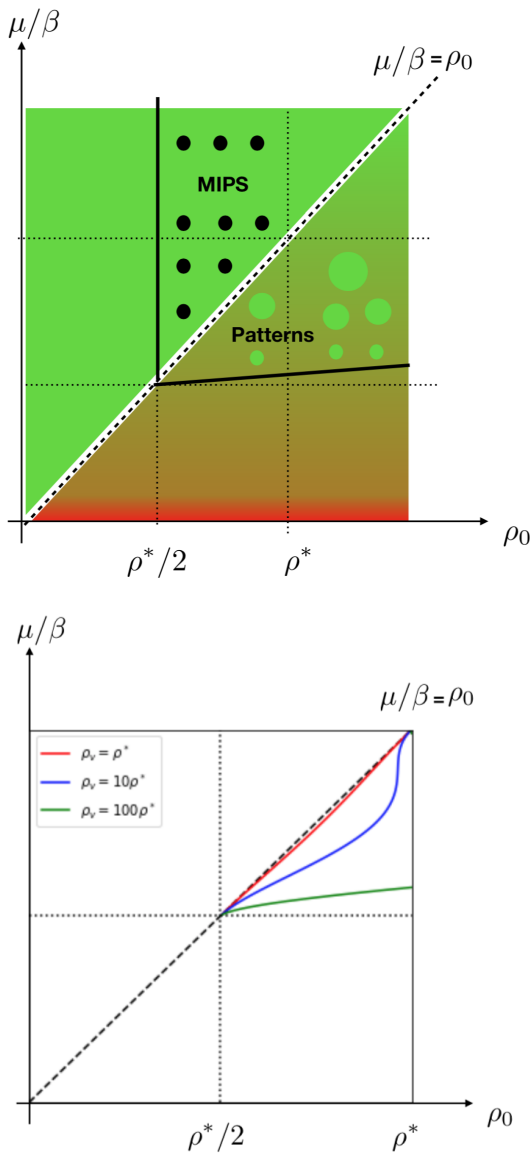 μ/β
μ/β = ρ₀
MIPS
Patterns
ρ*/2
ρ*
ρ₀
μ/β
μ/β = ρ₀
ρᵥ = ρ*
ρᵥ = 10ρ*
ρᵥ = 100ρ*
ρ*/2
ρ*
ρ₀